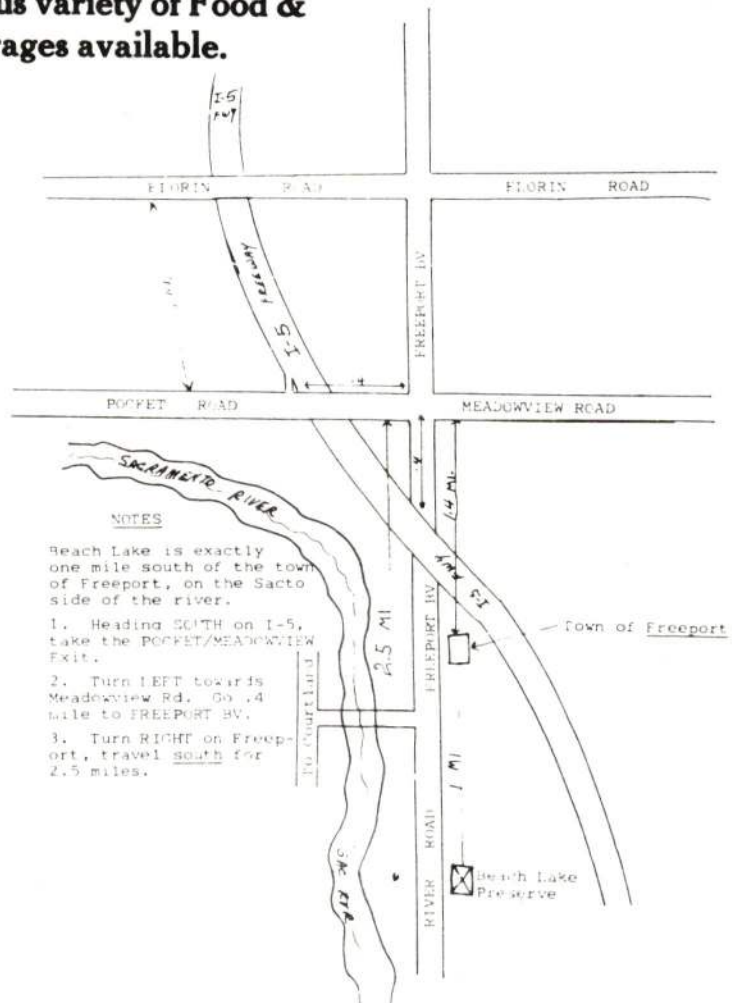 us variety of Food &
rages available.
I-5
FWY
FLORIN ROAD
FLORIN ROAD
I-5 FREEWAY
FREEPORT BV
.4
POCKET ROAD
MEADOWVIEW ROAD
SACRAMENTO RIVER
.4
1.4 MI.
2.5 MI
I-5 FWY
FREEPORT BV
NOTES
Beach Lake is exactly
one mile south of the town
of Freeport, on the Sacto
side of the river.
1. Heading SOUTH on I-5,
take the POCKET/MEADOWVIEW
Exit.
2. Turn LEFT towards
Meadowview Rd. Go .4
mile to FREEPORT BV.
3. Turn RIGHT on Freep-
ort, travel south for
2.5 miles.
To Courtland
Town of Freeport
1 MI
RIVER ROAD
SAC RVR
Beach Lake
Preserve